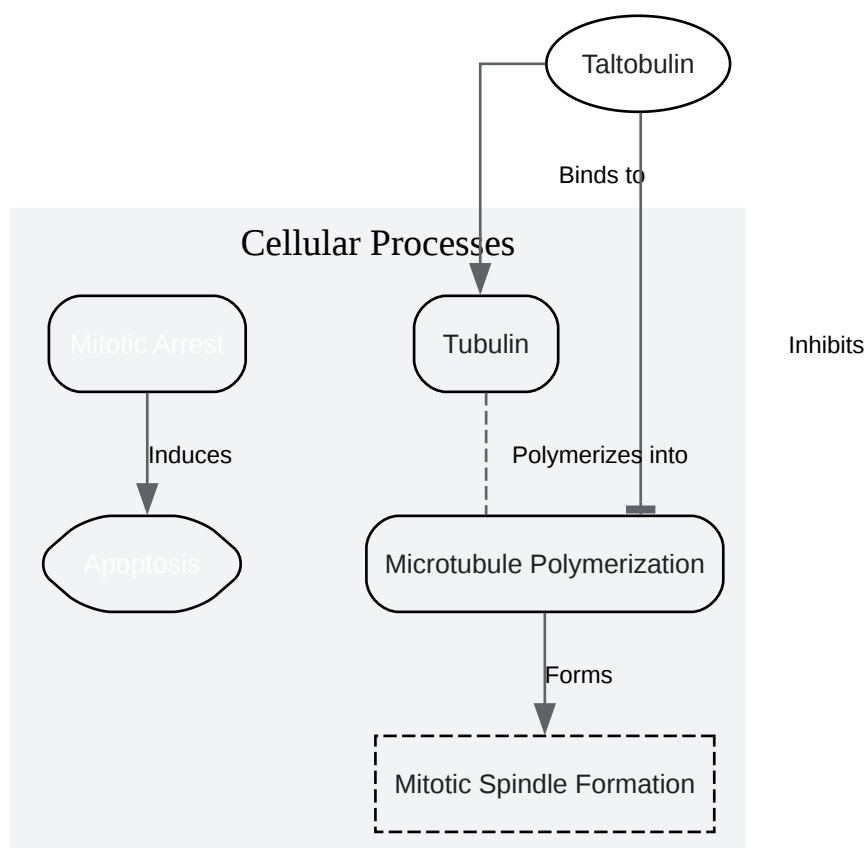 Taltobulin
Binds to
Cellular Processes
Mitotic Arrest
Tubulin
Inhibits
Induces
Polymerizes into
Apoptosis
Microtubule Polymerization
Forms
Mitotic Spindle Formation